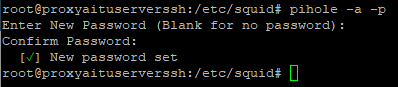 root@proxyaituserverssh:/etc/squid# pihole -a -p
Enter New Password (Blank for no password):
Confirm Password:
[✓] New password set
root@proxyaituserverssh:/etc/squid#